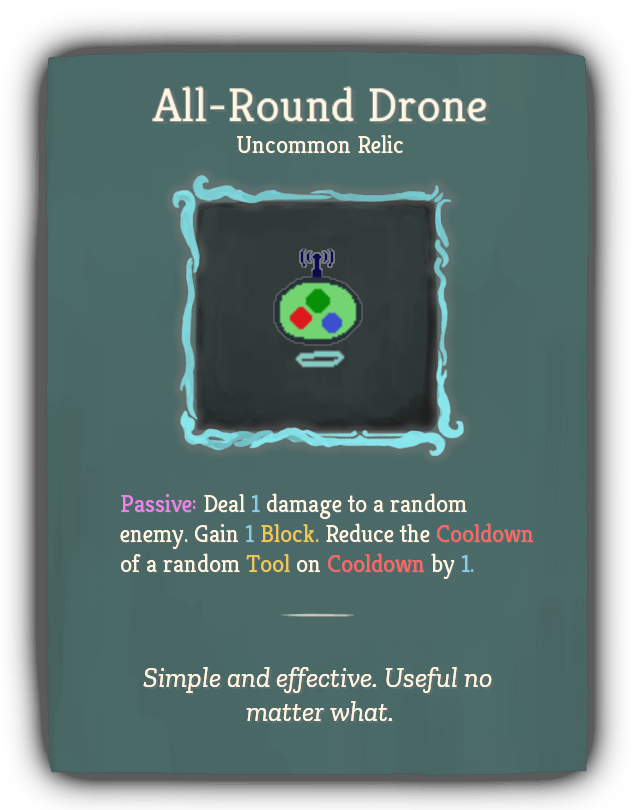 All-Round Drone
Uncommon Relic
Passive: Deal 1 damage to a random
enemy. Gain 1 Block. Reduce the Cooldown
of a random Tool on Cooldown by 1.
Simple and effective. Useful no
matter what.